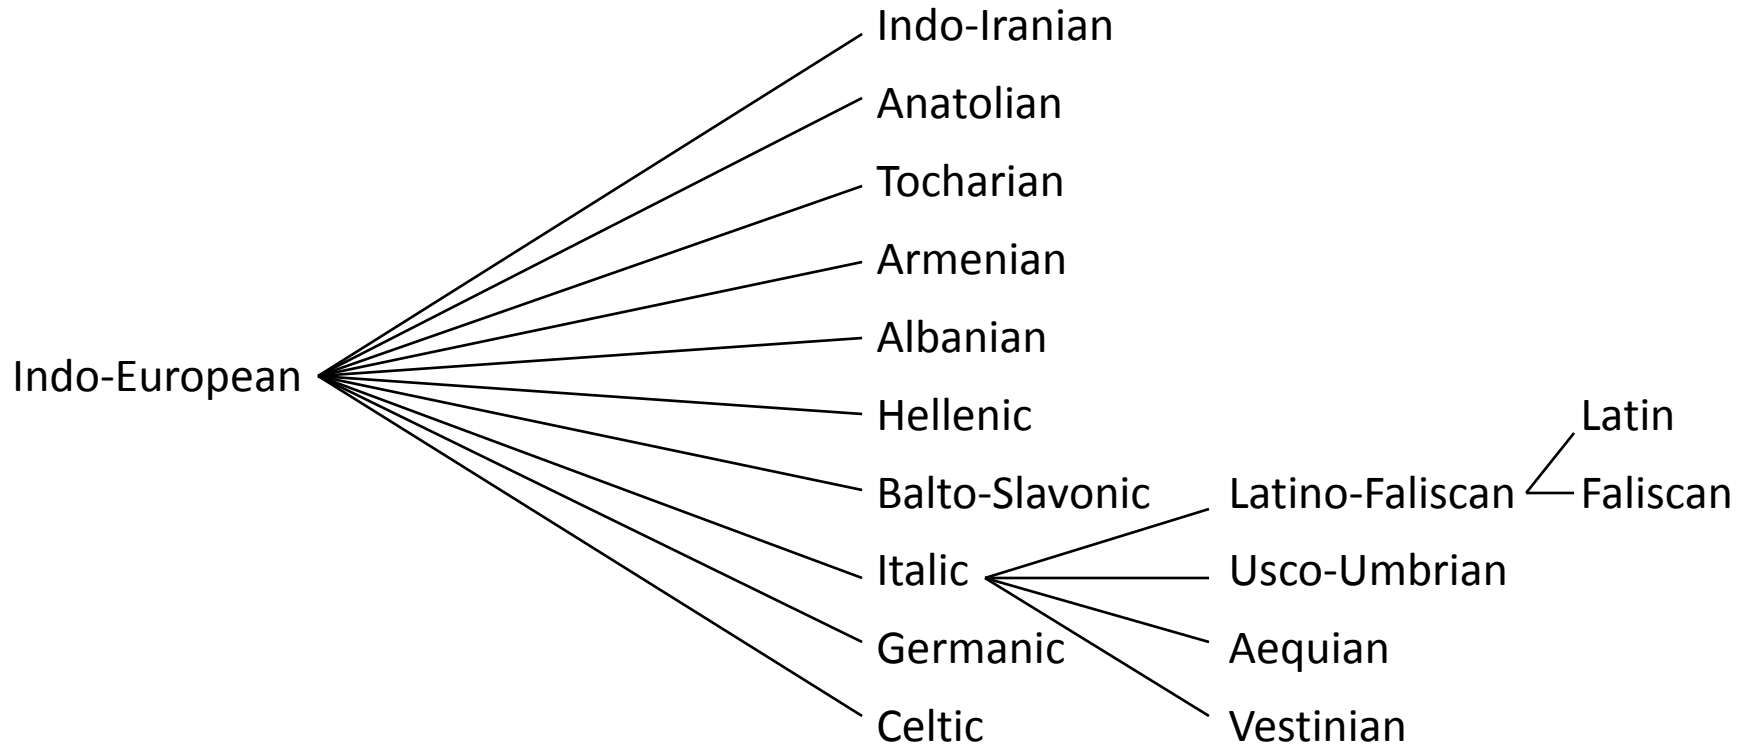 Indo-Iranian
Anatolian
Tocharian
Armenian
Albanian
Indo-European
Hellenic
Latin
Balto-Slavonic
Latino-Faliscan
Faliscan
Italic
Usco-Umbrian
Germanic
Aequian
Celtic
Vestinian